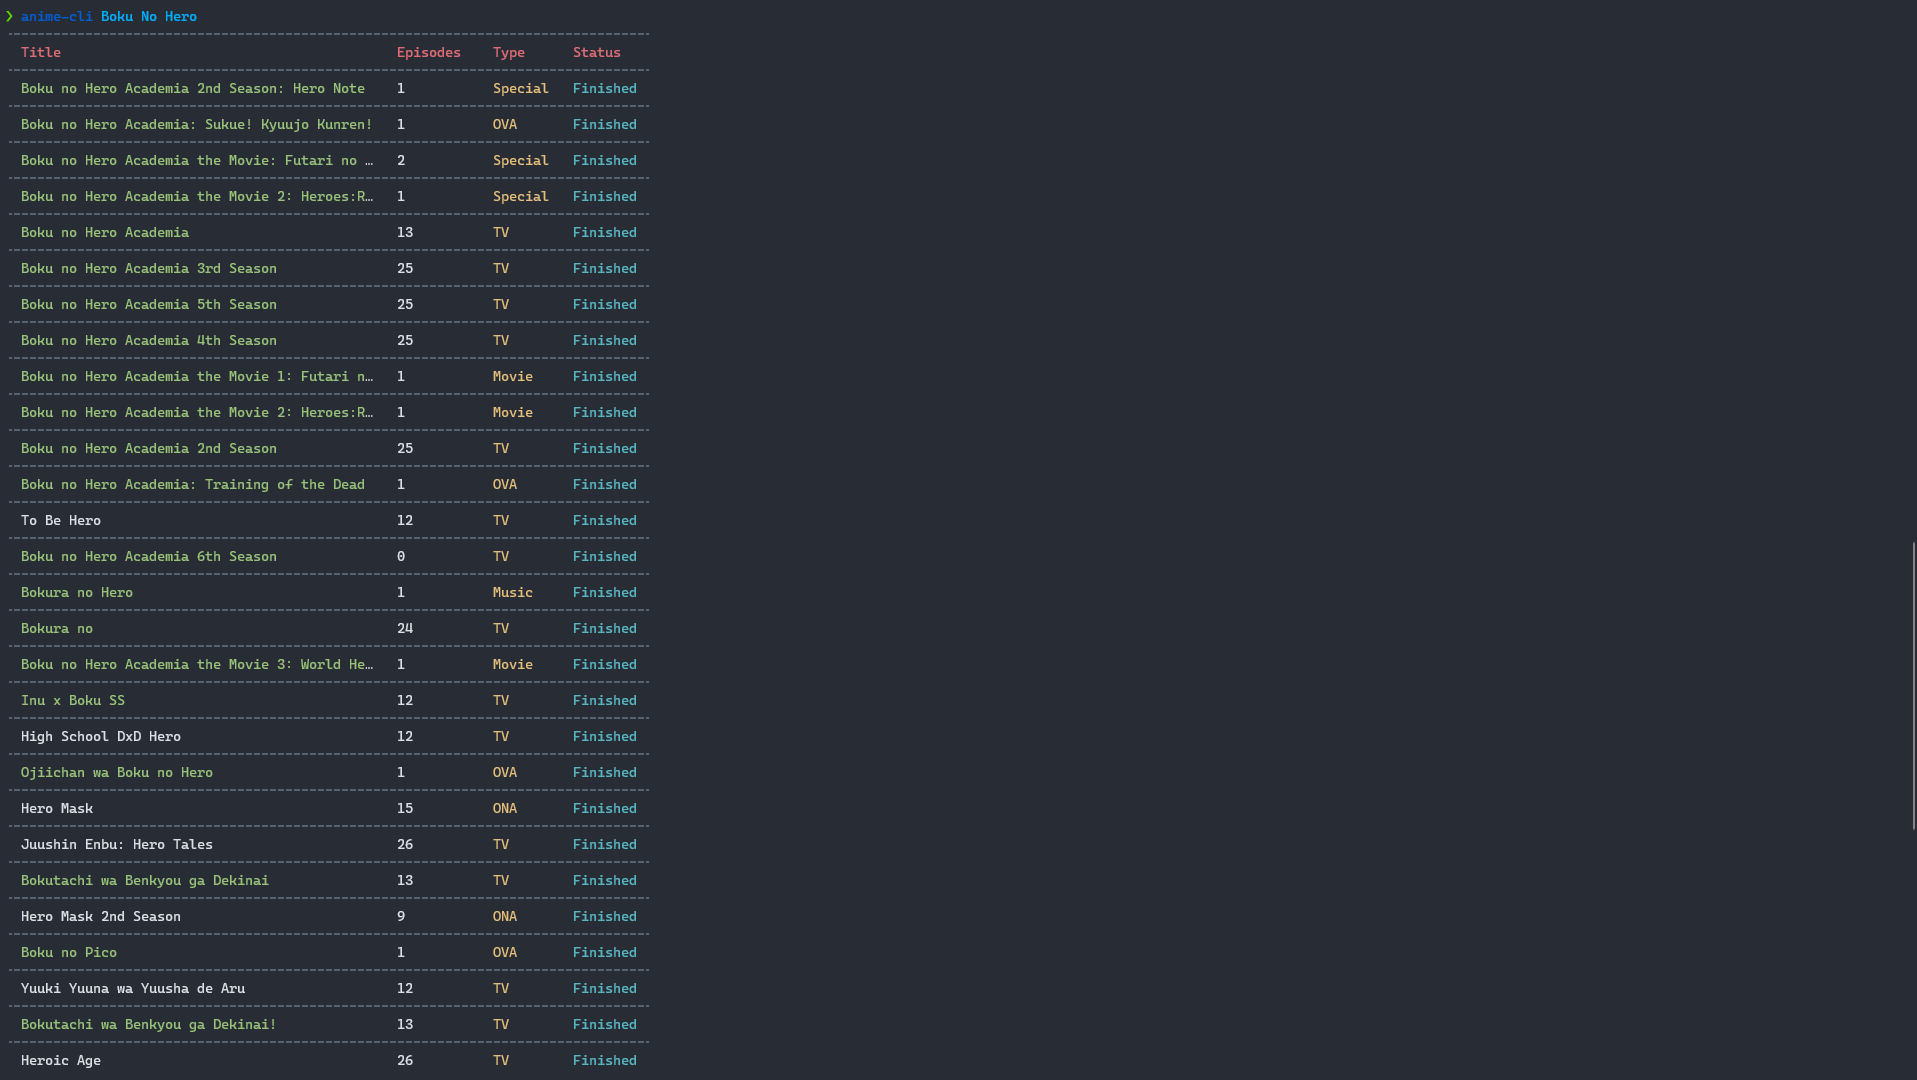 ❯ anime-cli Boku No Hero
Title Episodes Type Status
Boku no Hero Academia 2nd Season: Hero Note 1 Special Finished
Boku no Hero Academia: Sukue! Kyuujo Kunren! 1 OVA Finished
Boku no Hero Academia the Movie: Futari no … 2 Special Finished
Boku no Hero Academia the Movie 2: Heroes:R… 1 Special Finished
Boku no Hero Academia 13 TV Finished
Boku no Hero Academia 3rd Season 25 TV Finished
Boku no Hero Academia 5th Season 25 TV Finished
Boku no Hero Academia 4th Season 25 TV Finished
Boku no Hero Academia the Movie 1: Futari n… 1 Movie Finished
Boku no Hero Academia the Movie 2: Heroes:R… 1 Movie Finished
Boku no Hero Academia 2nd Season 25 TV Finished
Boku no Hero Academia: Training of the Dead 1 OVA Finished
To Be Hero 12 TV Finished
Boku no Hero Academia 6th Season 0 TV Finished
Bokura no Hero 1 Music Finished
Bokura no 24 TV Finished
Boku no Hero Academia the Movie 3: World He… 1 Movie Finished
Inu x Boku SS 12 TV Finished
High School DxD Hero 12 TV Finished
Ojiichan wa Boku no Hero 1 OVA Finished
Hero Mask 15 ONA Finished
Juushin Enbu: Hero Tales 26 TV Finished
Bokutachi wa Benkyou ga Dekinai 13 TV Finished
Hero Mask 2nd Season 9 ONA Finished
Boku no Pico 1 OVA Finished
Yuuki Yuuna wa Yuusha de Aru 12 TV Finished
Bokutachi wa Benkyou ga Dekinai! 13 TV Finished
Heroic Age 26 TV Finished